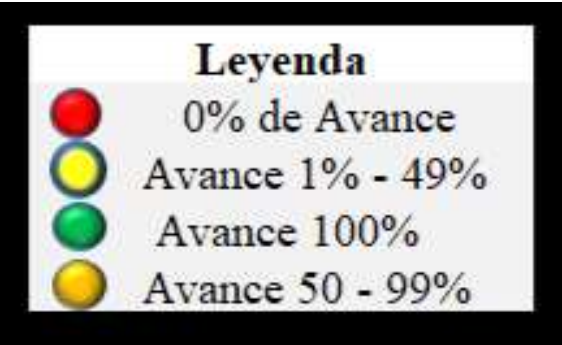 Leyenda
0% de Avance
Avance 1% - 49%
Avance 100%
Avance 50 - 99%